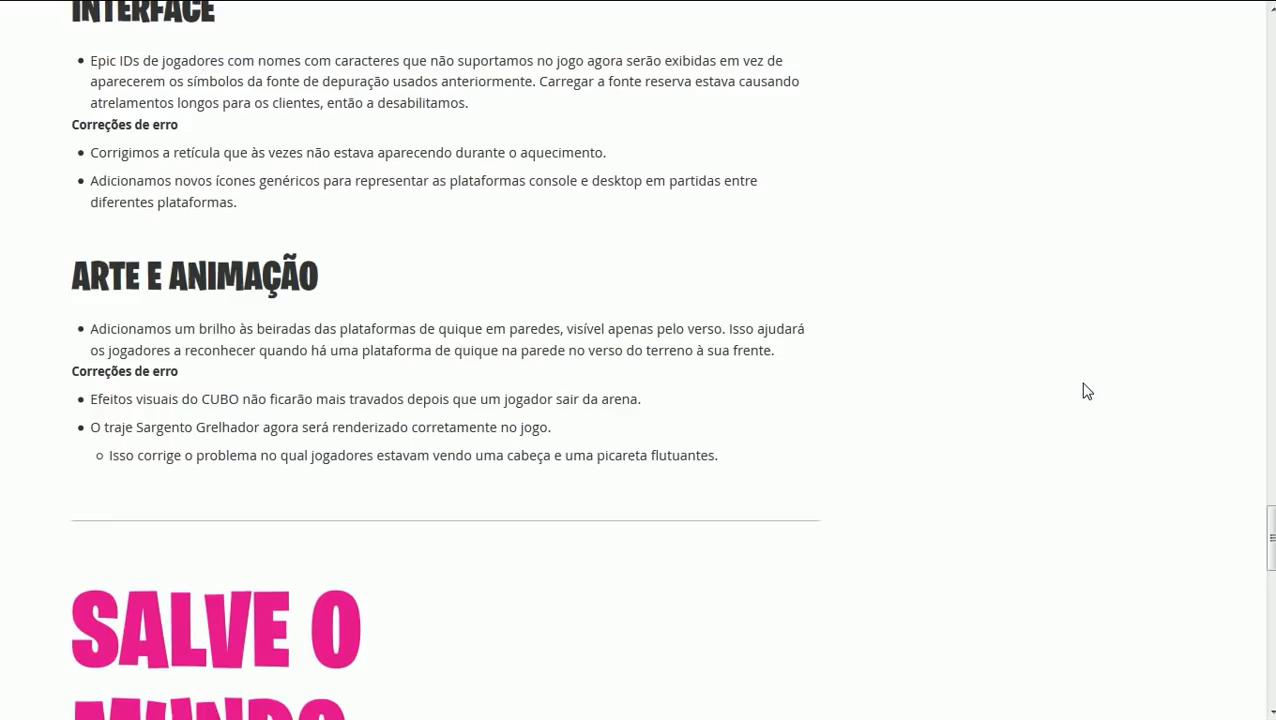 INTERFACE
Epic IDs de jogadores com nomes com caracteres que não suportamos no jogo agora serão exibidas em vez de
aparecerem os símbolos da fonte de depuração usados anteriormente. Carregar a fonte reserva estava causando
atrelamentos longos para os clientes, então a desabilitamos.
Correções de erro
Corrigimos a retícula que às vezes não estava aparecendo durante o aquecimento.
Adicionamos novos ícones genéricos para representar as plataformas console e desktop em partidas entre
diferentes plataformas.
ARTE E ANIMAÇÃO
Adicionamos um brilho às beiradas das plataformas de quique em paredes, visível apenas pelo verso. Isso ajudará
os jogadores a reconhecer quando há uma plataforma de quique na parede no verso do terreno à sua frente.
Correções de erro
Efeitos visuais do CUBO não ficarão mais travados depois que um jogador sair da arena.
O traje Sargento Grelhador agora será renderizado corretamente no jogo.
Isso corrige o problema no qual jogadores estavam vendo uma cabeça e uma picareta flutuantes.
SALVE O
MUNDO